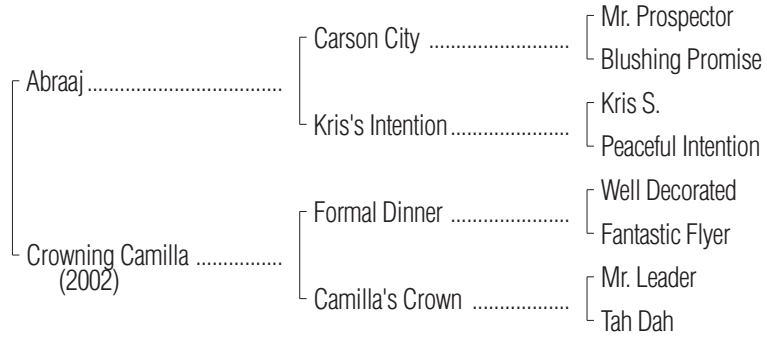 Mr. Prospector
Carson City ........................
Blushing Promise
Abraaj..................................
Kris S.
Kris's Intention.....................
Peaceful Intention
Well Decorated
Formal Dinner .....................
Fantastic Flyer
Crowning Camilla ...............
(2002)
Mr. Leader
Camilla's Crown .................
Tah Dah